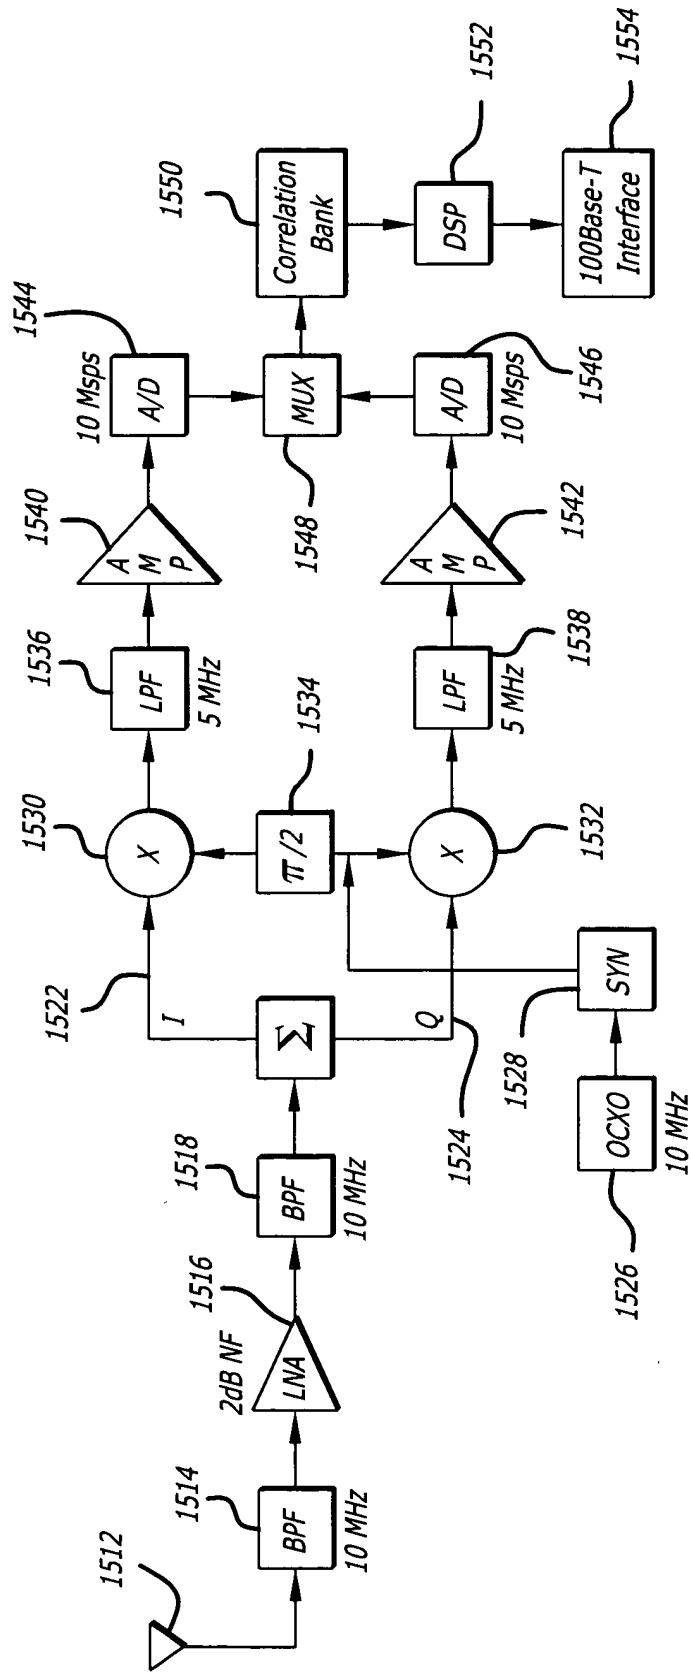 1512
1514
BPF
10 MHz
2dB NF
LNA
1516
1518
BPF
10 MHz
Σ
I
1522
Q
1524
1526
OCXO
10 MHz
1528
SYN
1530
X
π/2
1534
X
1532
1536
LPF
5 MHz
LPF
5 MHz
1538
1540
A
M
P
A
M
P
1542
1544
10 Msps
A/D
1548
MUX
A/D
10 Msps
1546
1550
Correlation
Bank
DSP
1552
100Base-T
Interface
1554